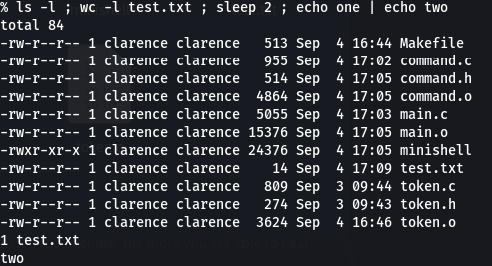 % ls -l ; wc -l test.txt ; sleep 2 ; echo one | echo two
total 84
-rw-r--r-- 1 clarence clarence   513 Sep  4 16:44 Makefile
-rw-r--r-- 1 clarence clarence   955 Sep  4 17:02 command.c
-rw-r--r-- 1 clarence clarence   514 Sep  4 17:05 command.h
-rw-r--r-- 1 clarence clarence  4864 Sep  4 17:05 command.o
-rw-r--r-- 1 clarence clarence  5055 Sep  4 17:03 main.c
-rw-r--r-- 1 clarence clarence 15376 Sep  4 17:05 main.o
-rwxr-xr-x 1 clarence clarence 24376 Sep  4 17:05 minishell
-rw-r--r-- 1 clarence clarence    14 Sep  4 17:09 test.txt
-rw-r--r-- 1 clarence clarence   809 Sep  3 09:44 token.c
-rw-r--r-- 1 clarence clarence   274 Sep  3 09:43 token.h
-rw-r--r-- 1 clarence clarence  3624 Sep  4 16:46 token.o
1 test.txt
two